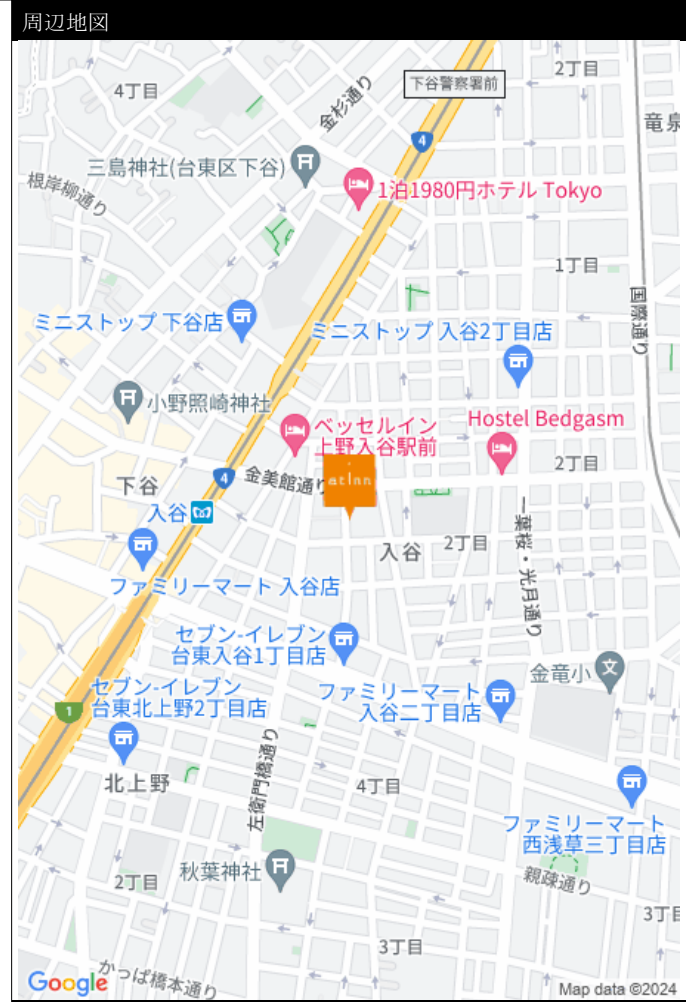 周辺地図
2丁目
下谷警察署前
4丁目
金杉通り
竜泉
4
三島神社(台東区下谷)
1泊1980円ホテル Tokyo
根岸柳通り
1丁目
国際通り
ミニストップ 下谷店
ミニストップ 入谷2丁目店
小野照崎神社
ベッセルイン
上野入谷駅前
Hostel Bedgasm
2丁目
4
金美館通り
at inn
下谷
入谷
一葉桜・光月通り
2丁目
入谷
ファミリーマート 入谷店
セブン-イレブン
台東入谷1丁目店
金竜小
文
セブン-イレブン
台東北上野2丁目店
ファミリーマート
入谷二丁目店
1
左衛門橋通り
北上野
4丁目
ファミリーマート
西浅草三丁目店
秋葉神社
2丁目
親疎通り
3丁目
3丁目
かっぱ橋本通り
Google
Map data ©2024